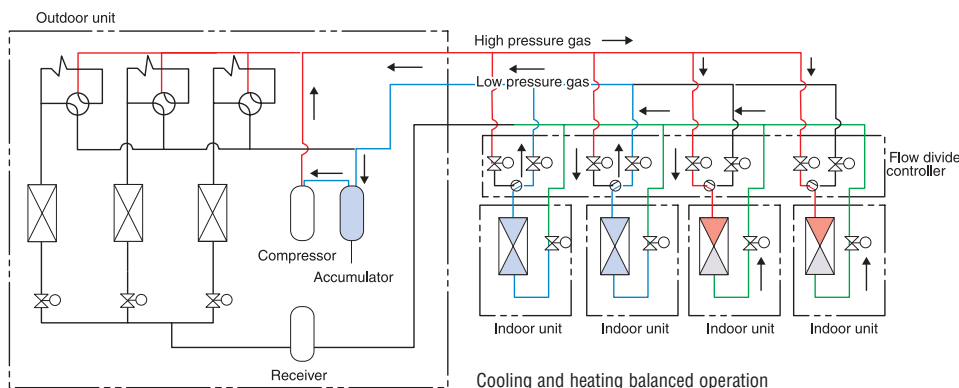 Outdoor unit
High pressure gas
Low pressure gas
Flow divide
controller
Compressor
Accumulator
Receiver
Indoor unit
Indoor unit
Indoor unit
Indoor unit
Cooling and heating balanced operation